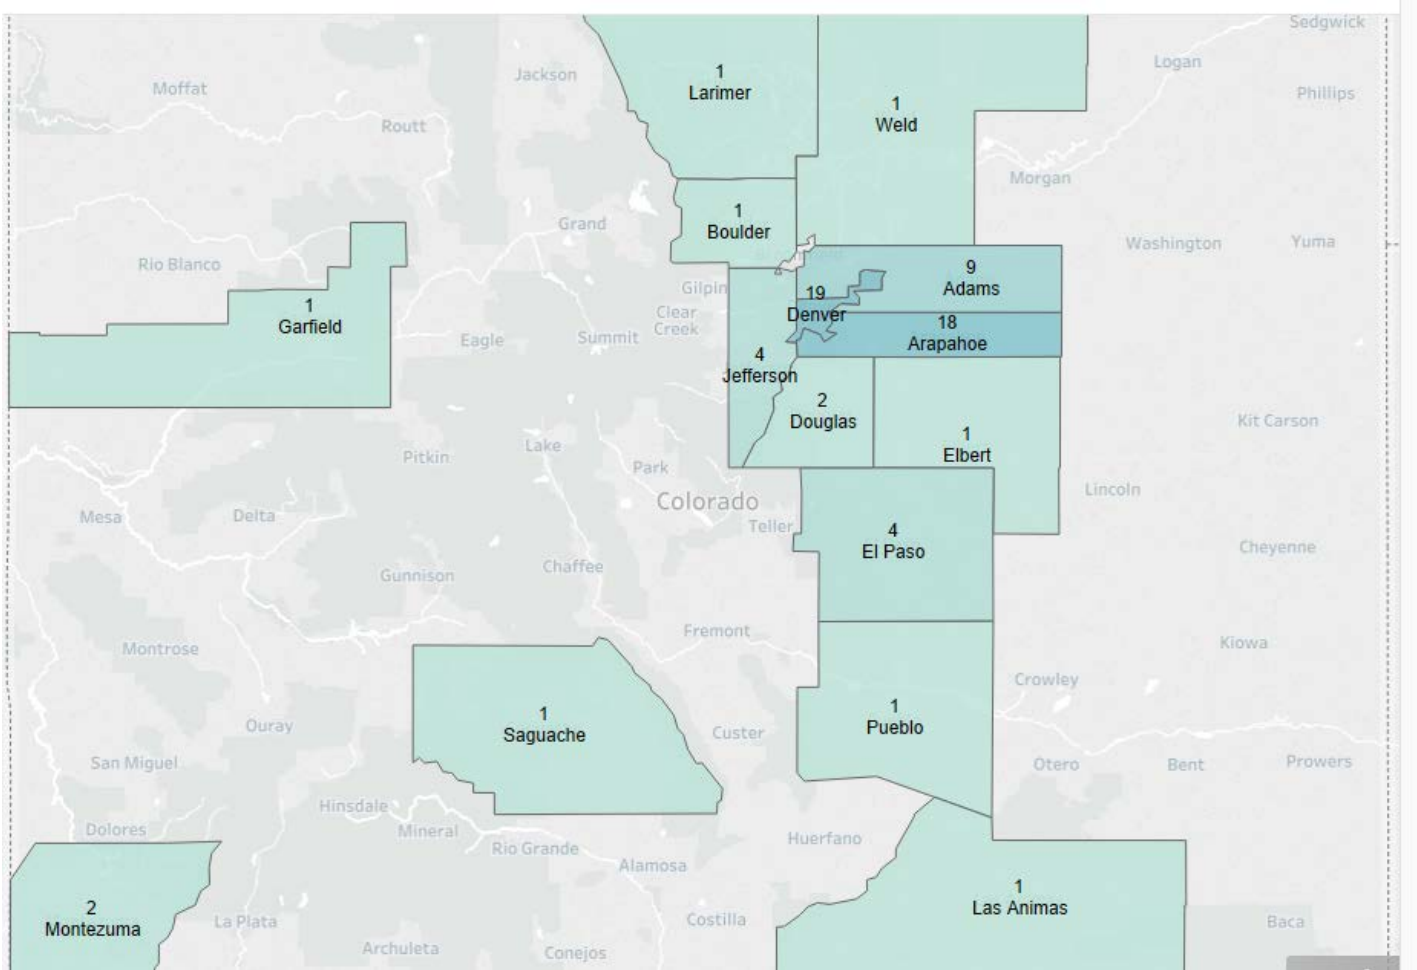 Sedgwick
Logan
Jackson
1
Larimer
Moffat
Phillips
1
Weld
Routt
Morgan
1
Boulder
Grand
Washington
Yuma
Rio Blanco
9
Adams
Gilpin
19
Denver
1
Garfield
Clear
Creek
18
Arapahoe
Eagle
Summit
4
Jefferson
2
Douglas
Kit Carson
1
Elbert
Lake
Pitkin
Park
Colorado
Lincoln
Mesa
Delta
Teller
4
El Paso
Cheyenne
Chaffee
Gunnison
Fremont
Kiowa
Montrose
Crowley
1
Saguache
1
Pueblo
Ouray
Custer
San Miguel
Otero
Bent
Prowers
Hinsdale
Dolores
Mineral
Huerfano
Rio Grande
Alamosa
1
Las Animas
2
Montezuma
La Plata
Costilla
Baca
Archuleta
Conejos